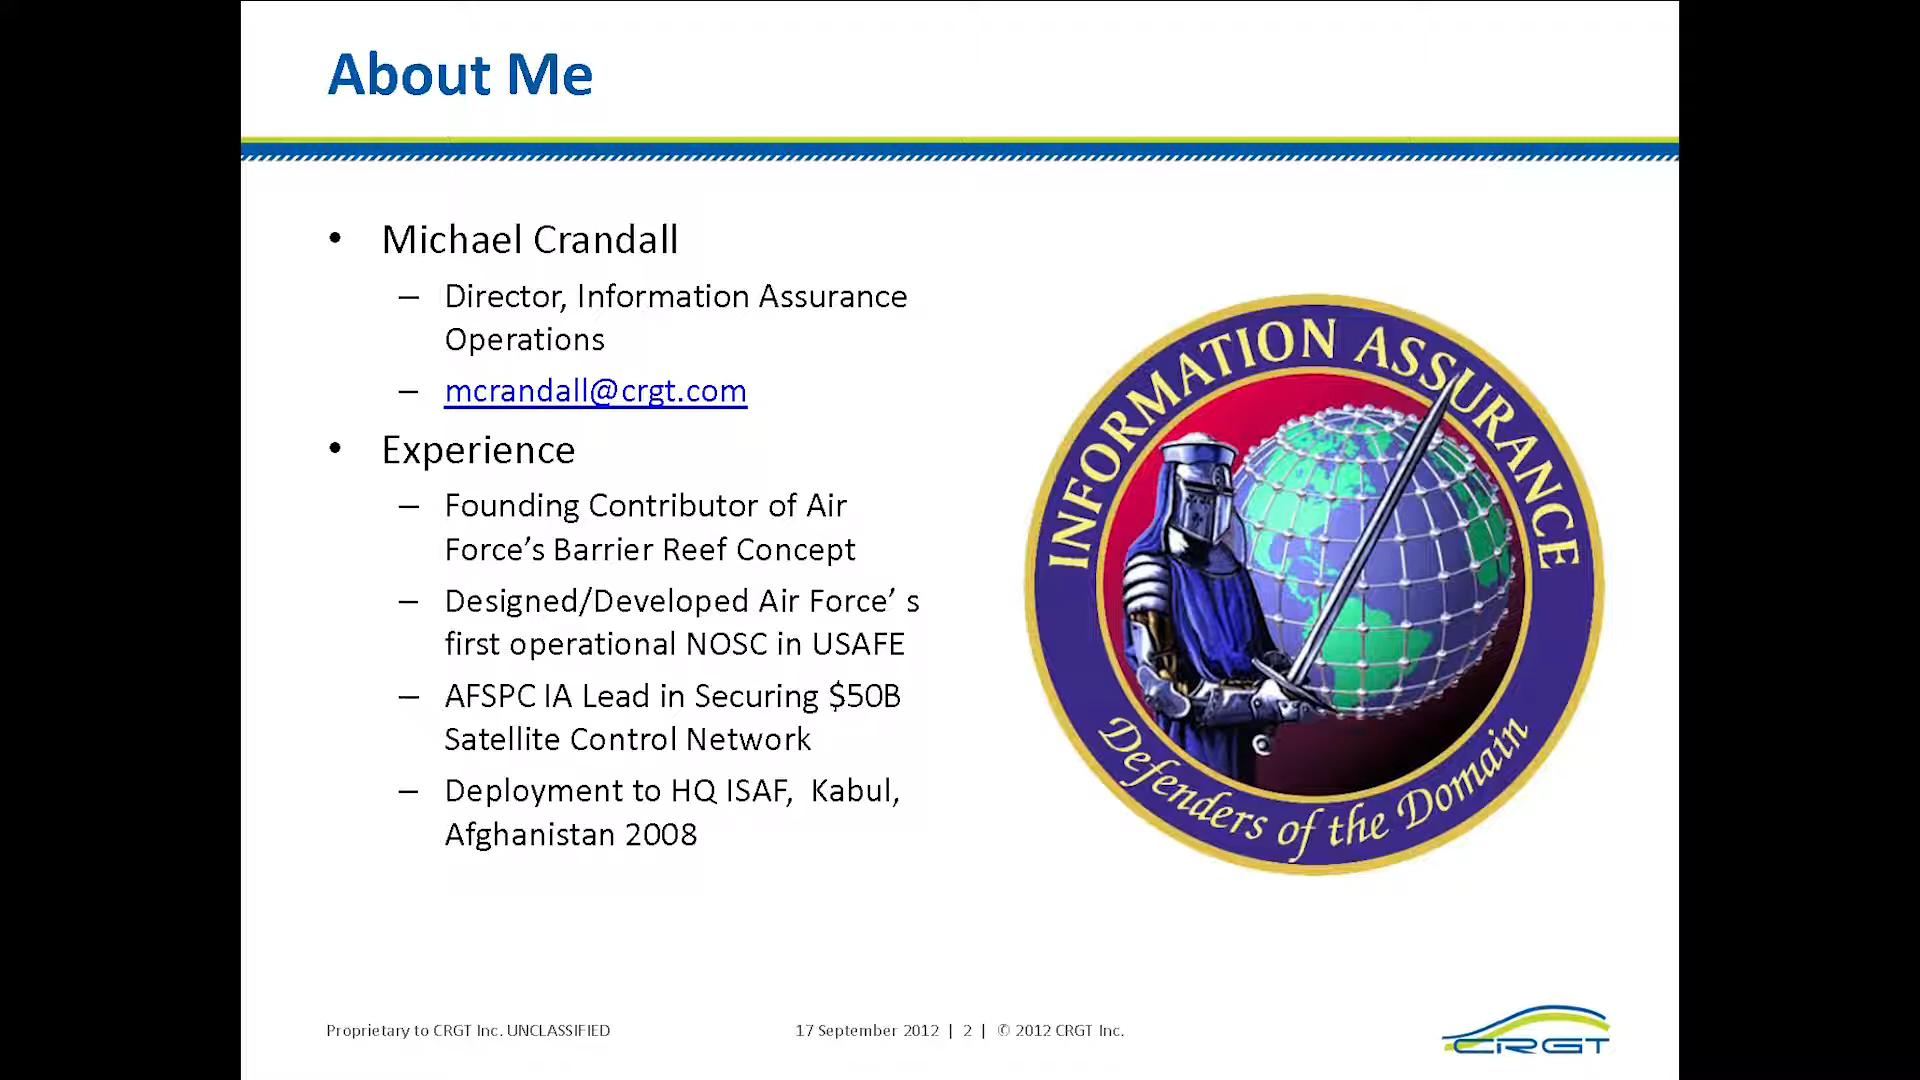 About Me
• Michael Crandall
– Director, Information Assurance
Operations
– mcrandall@crgt.com
• Experience
– Founding Contributor of Air
Force’s Barrier Reef Concept
– Designed/Developed Air Force’ s
first operational NOSC in USAFE
– AFSPC IA Lead in Securing $50B
Satellite Control Network
– Deployment to HQ ISAF,  Kabul,
Afghanistan 2008
INFORMATION ASSURANCE
Defenders of the Domain
Proprietary to CRGT Inc. UNCLASSIFIED
17 September 2012 | 2 | © 2012 CRGT Inc.
CRGT